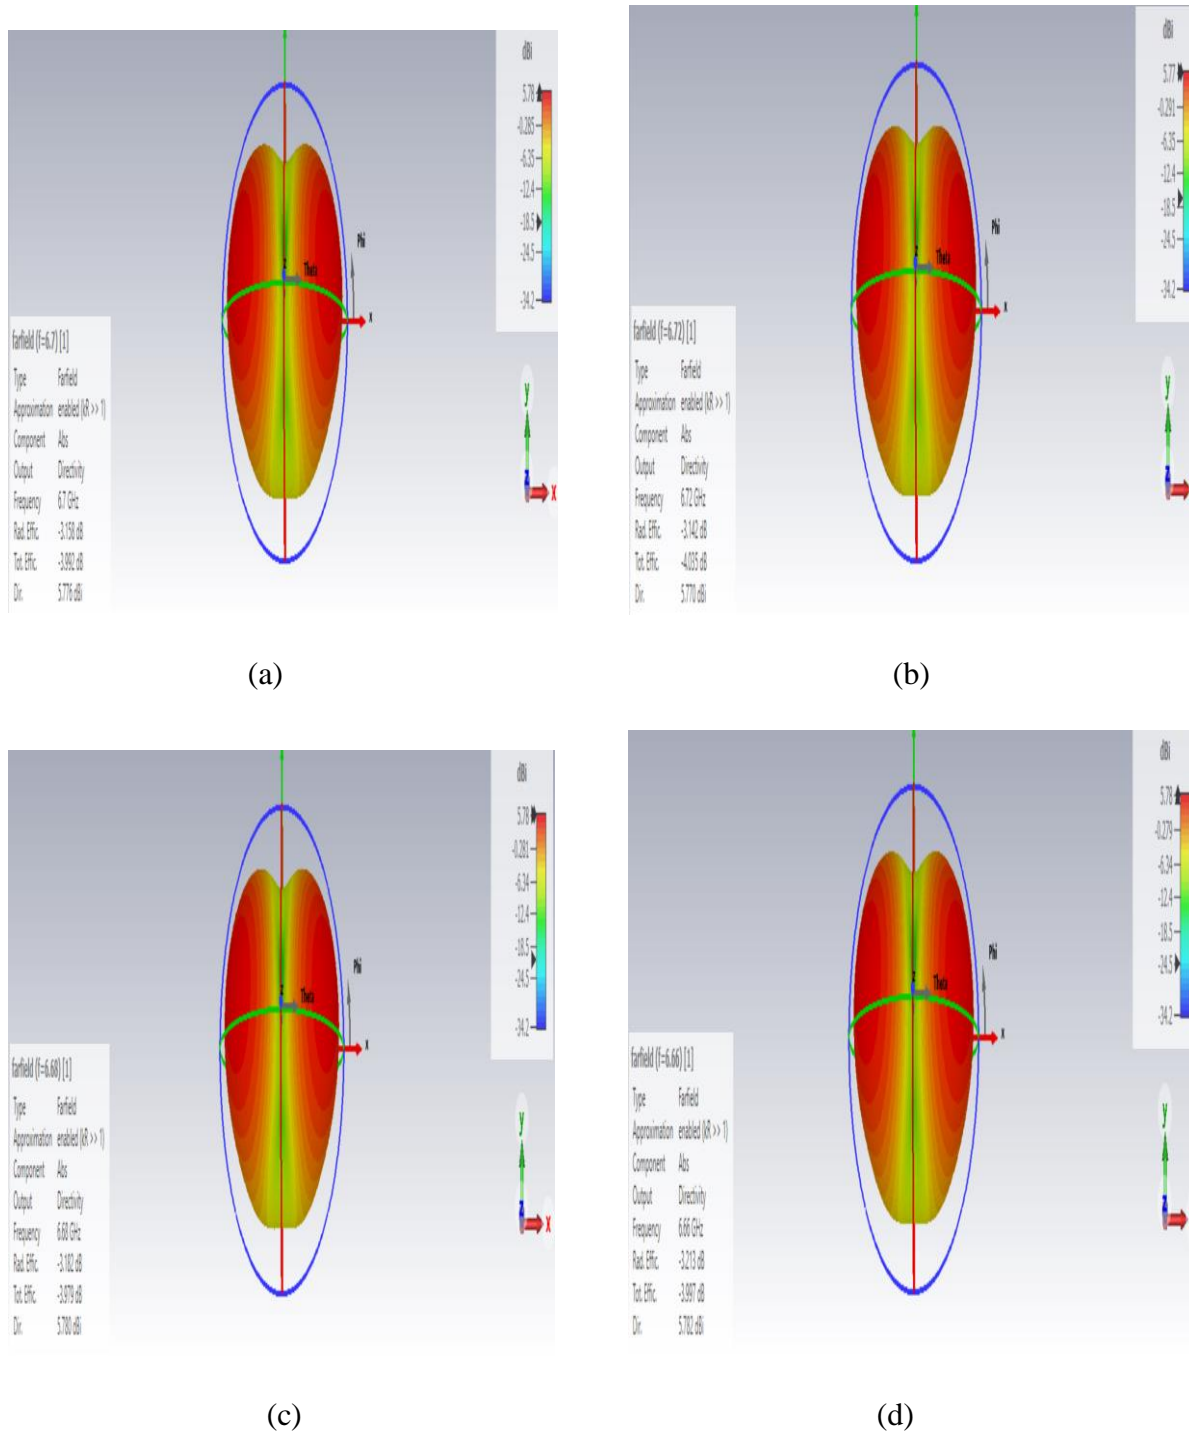 dBi
5.78
-0.285
-6.35
-12.4
-18.5
-24.5
-34.2
Phi
z
Theta
x
farfield (f=6.7) [1]
Type Farfield
Approximation enabled (kR >> 1)
Component Abs
Output Directivity
Frequency 6.7 GHz
Rad. Effic. -3.158 dB
Tot. Effic. -3.992 dB
Dir. 5.776 dBi
y
z
x
(a)
dBi
5.77
-0.291
-6.35
-12.4
-18.5
-24.5
-34.2
Phi
z
Theta
x
farfield (f=6.72) [1]
Type Farfield
Approximation enabled (kR >> 1)
Component Abs
Output Directivity
Frequency 6.72 GHz
Rad. Effic. -3.142 dB
Tot. Effic. -4.035 dB
Dir. 5.770 dBi
y
z
(b)
dBi
5.78
-0.281
-6.34
-12.4
-18.5
-24.5
-34.2
Phi
z
Theta
x
farfield (f=6.68) [1]
Type Farfield
Approximation enabled (kR >> 1)
Component Abs
Output Directivity
Frequency 6.68 GHz
Rad. Effic. -3.182 dB
Tot. Effic. -3.979 dB
Dir. 5.780 dBi
y
z
x
(c)
dBi
5.78
-0.279
-6.34
-12.4
-18.5
-24.5
-34.2
Phi
z
Theta
x
farfield (f=6.66) [1]
Type Farfield
Approximation enabled (kR >> 1)
Component Abs
Output Directivity
Frequency 6.66 GHz
Rad. Effic. -3.213 dB
Tot. Effic. -3.997 dB
Dir. 5.782 dBi
y
z
(d)